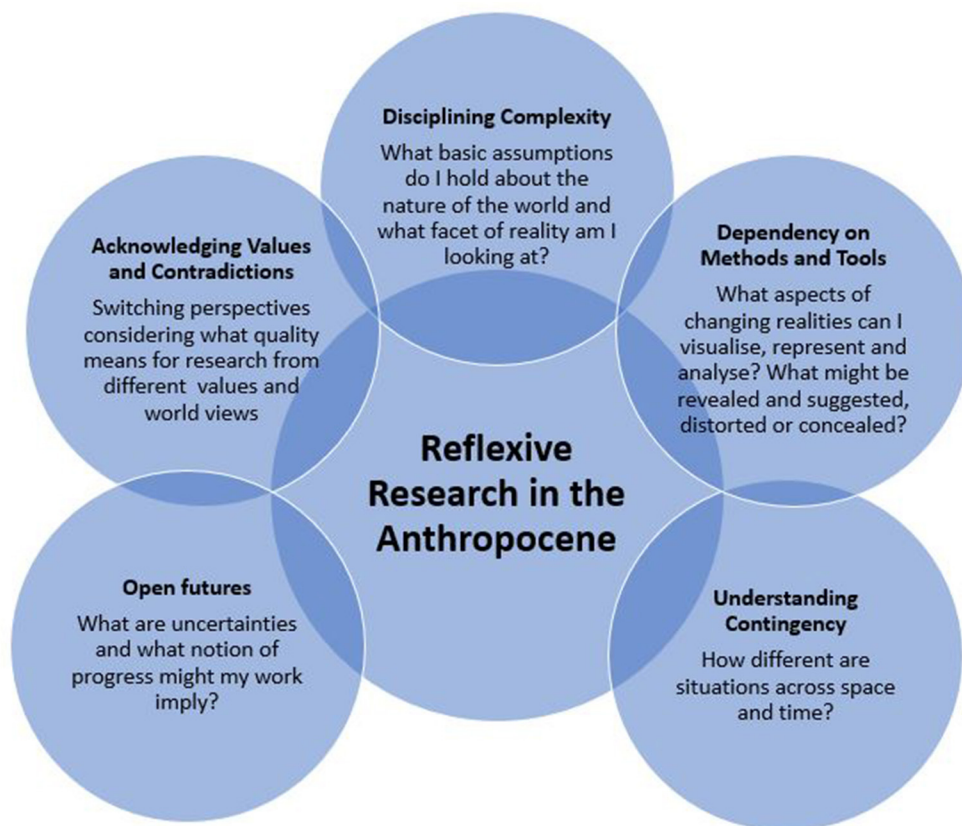 Disciplining Complexity
What basic assumptions
do I hold about the
nature of the world and
what facet of reality am I
looking at?
Acknowledging Values
and Contradictions
Switching perspectives
considering what quality
means for research from
different values and
world views
Dependency on
Methods and Tools
What aspects of
changing realities can I
visualise, represent and
analyse? What might be
revealed and suggested,
distorted or concealed?
Reflexive
Research in the
Anthropocene
Open futures
What are uncertainties
and what notion of
progress might my work
imply?
Understanding
Contingency
How different are
situations across space
and time?